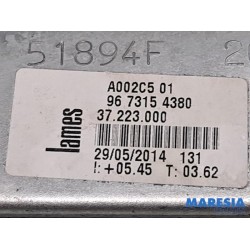 51894F 2
A002C5 01
96 7315 4380
37.223.000
lames
29/05/2014 131
!: +05.45 T: 03.62
MARESIA